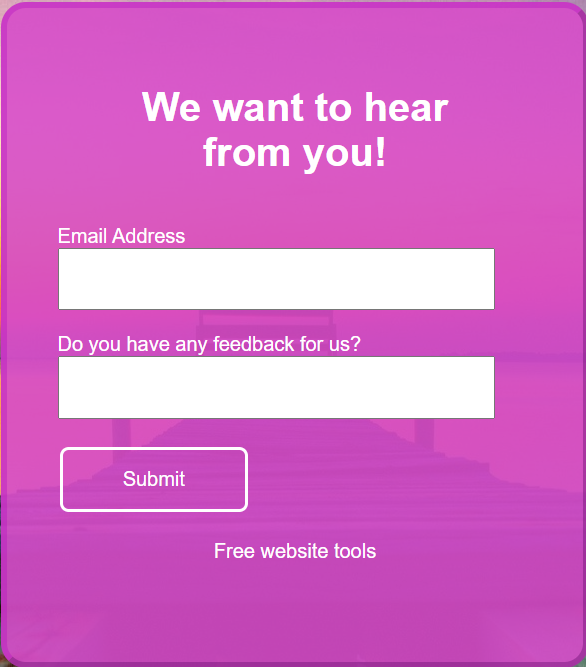 We want to hear
from you!
Email Address
Do you have any feedback for us?
Submit
Free website tools